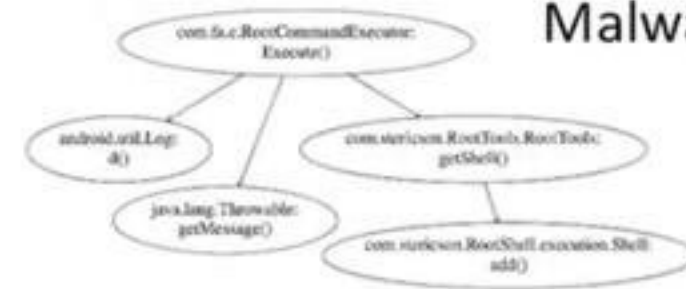 Malwa
com.fa.c.RootCommandExecutor:
Execute()
android.util.Log:
d()
com.stericson.RootTools.RootTools:
getShell()
java.lang.Throwable:
getMessage()
com.stericson.RootShell.execution.Shell:
add()